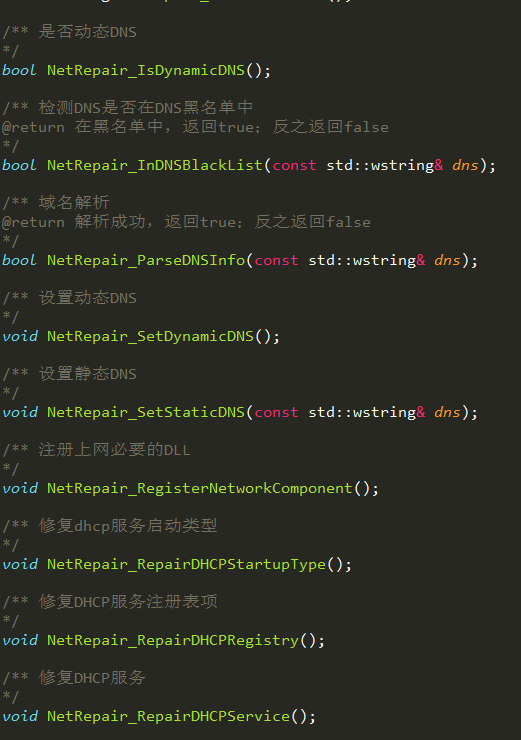 /** 是否动态DNS
*/
bool NetRepair_IsDynamicDNS();
/** 检测DNS是否在DNS黑名单中
@return 在黑名单中，返回true；反之返回false
*/
bool NetRepair_InDNSBlackList(const std::wstring& dns);
/** 域名解析
@return 解析成功，返回true；反之返回false
*/
bool NetRepair_ParseDNSInfo(const std::wstring& dns);
/** 设置动态DNS
*/
void NetRepair_SetDynamicDNS();
/** 设置静态DNS
*/
void NetRepair_SetStaticDNS(const std::wstring& dns);
/** 注册上网必要的DLL
*/
void NetRepair_RegisterNetworkComponent();
/** 修复dhcp服务启动类型
*/
void NetRepair_RepairDHCPStartupType();
/** 修复DHCP服务注册表项
*/
void NetRepair_RepairDHCPRegistry();
/** 修复DHCP服务
*/
void NetRepair_RepairDHCPService();